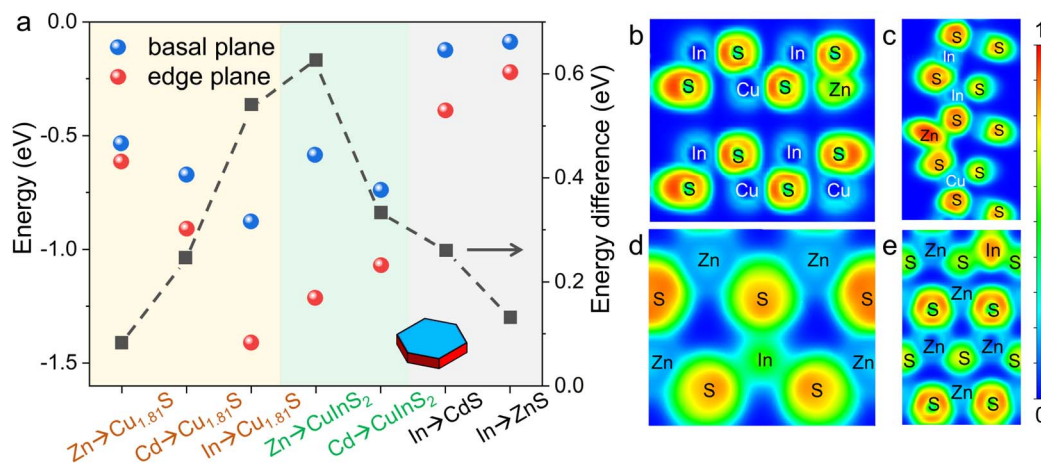 a
0.0
-0.5
-1.0
-1.5
Energy (eV)
basal plane
edge plane
0.6
0.4
0.2
0.0
Energy difference (eV)
Zn→Cu1.81S
Cd→Cu1.81S
In→Cu1.81S
Zn→CuInS2
Cd→CuInS2
In→CdS
In→ZnS
b
In S In S
S Cu S Zn
In S In S
S Cu S Cu
c
S
S
In
S
S
In
S
Zn
S
S
S
Cu
S
S
d
Zn Zn
S S S
Zn In Zn
S S
e
Zn In
S S S
Zn
S S
Zn Zn
S S S
Zn
S S
1
0